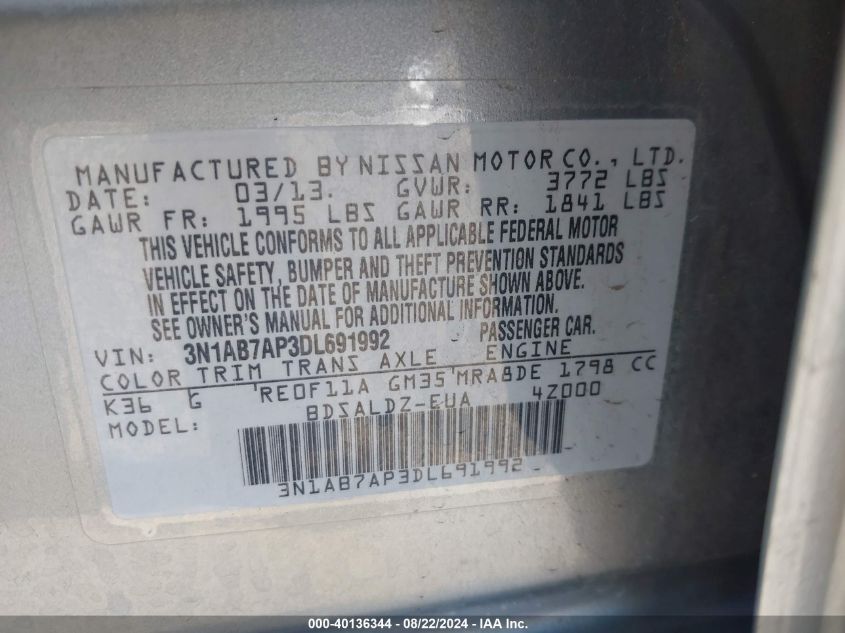 MANUFACTURED BY NISSAN MOTOR CO., LTD.
DATE: 03/13. GVWR: 3772 LBS
GAWR FR: 1995 LBS GAWR RR: 1841 LBS
THIS VEHICLE CONFORMS TO ALL APPLICABLE FEDERAL MOTOR
VEHICLE SAFETY, BUMPER AND THEFT PREVENTION STANDARDS
IN EFFECT ON THE DATE OF MANUFACTURE SHOWN ABOVE.
SEE OWNER'S MANUAL FOR ADDITIONAL INFORMATION.
VIN: 3N1AB7AP3DL691992 PASSENGER CAR.
COLOR TRIM TRANS AXLE ENGINE
K36 G RE0F11A GM35 MRA8DE 1798 CC
MODEL: BDSALDZ-EUA 4Z000
3N1AB7AP3DL691992
000-40136344 - 08/22/2024 - IAAI.com